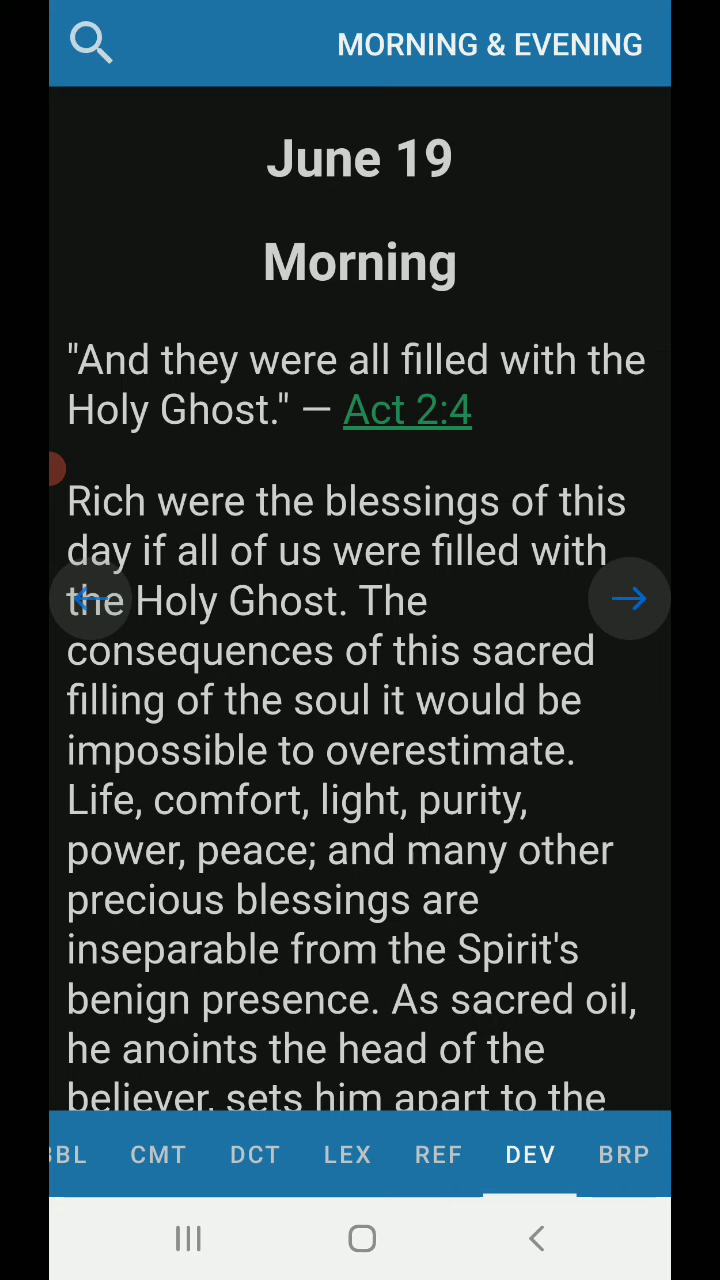 MORNING & EVENING
June 19
Morning
"And they were all filled with the
Holy Ghost." — Act 2:4
Rich were the blessings of this
day if all of us were filled with
the Holy Ghost. The
consequences of this sacred
filling of the soul it would be
impossible to overestimate.
Life, comfort, light, purity,
power, peace; and many other
precious blessings are
inseparable from the Spirit's
benign presence. As sacred oil,
he anoints the head of the
believer, sets him apart to the
BBL CMT DCT LEX REF DEV BRP